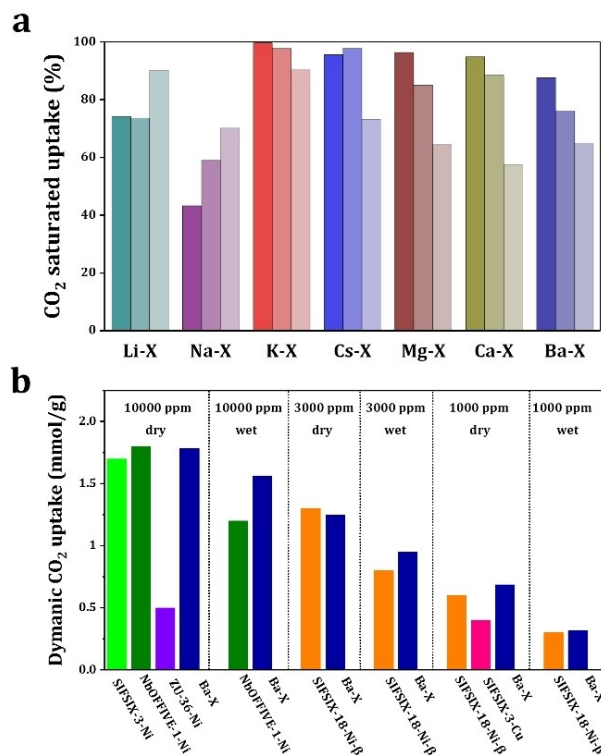 a
CO₂ saturated uptake (%)
100
80
60
40
20
0
Li-X Na-X K-X Cs-X Mg-X Ca-X Ba-X
b
Dymanic CO₂ uptake (mmol/g)
2.0
1.5
1
0.5
0.0
10000 ppm dry
10000 ppm wet
3000 ppm dry
3000 ppm wet
1000 ppm dry
1000 ppm wet
SIFSIX-3-Ni
NbOFFIVE-1-Ni
ZU-36-Ni
Ba-X
NbOFFIVE-1-Ni
Ba-X
SIFSIX-18-Ni-β
Ba-X
SIFSIX-18-Ni-β
Ba-X
SIFSIX-18-Ni-β
SIFSIX-3-Cu
Ba-X
SIFSIX-18-Ni-β
Ba-X